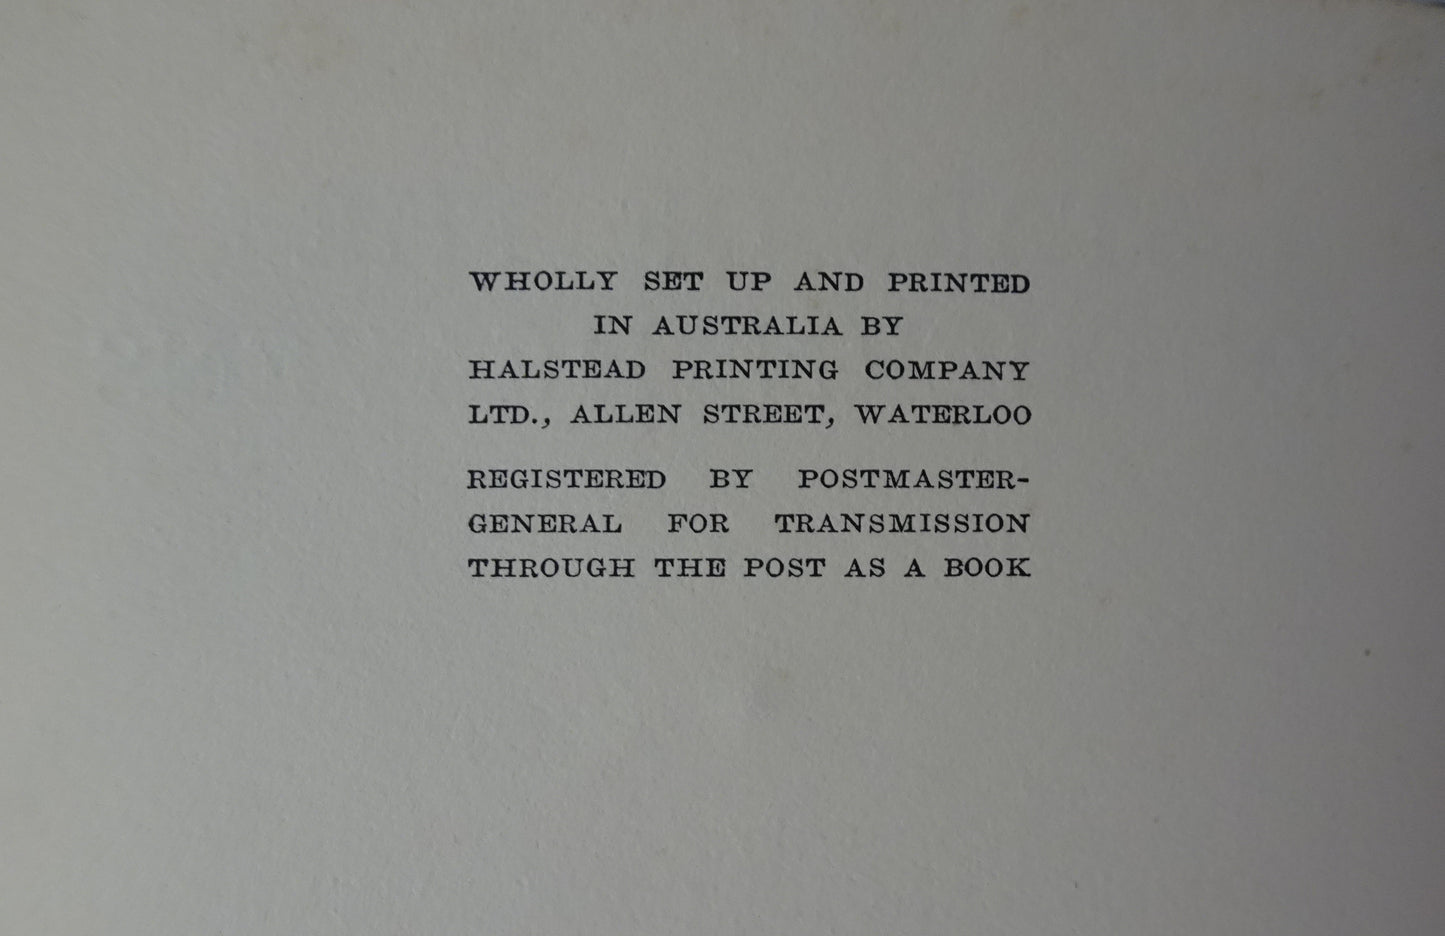 WHOLLY SET UP AND PRINTED
IN AUSTRALIA BY
HALSTEAD PRINTING COMPANY
LTD., ALLEN STREET, WATERLOO
REGISTERED BY POSTMASTER-
GENERAL FOR TRANSMISSION
THROUGH THE POST AS A BOOK